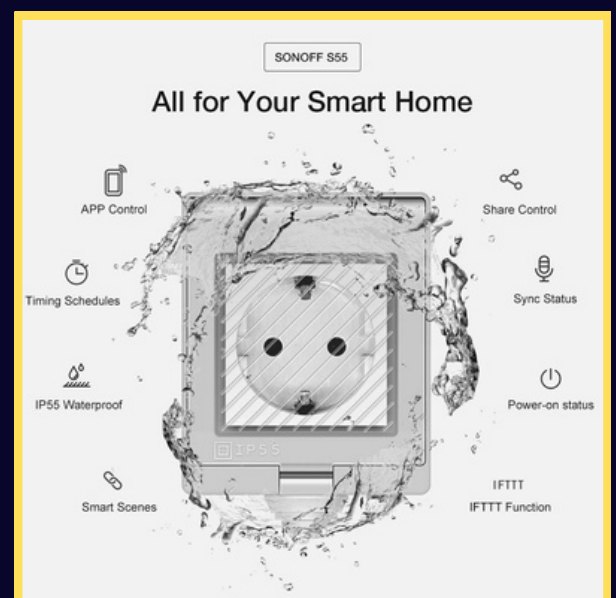 SONOFF S55
All for Your Smart Home
APP Control
Share Control
Timing Schedules
Sync Status
IP55 Waterproof
Power-on status
IP55
Smart Scenes
IFTTT
IFTTT Function